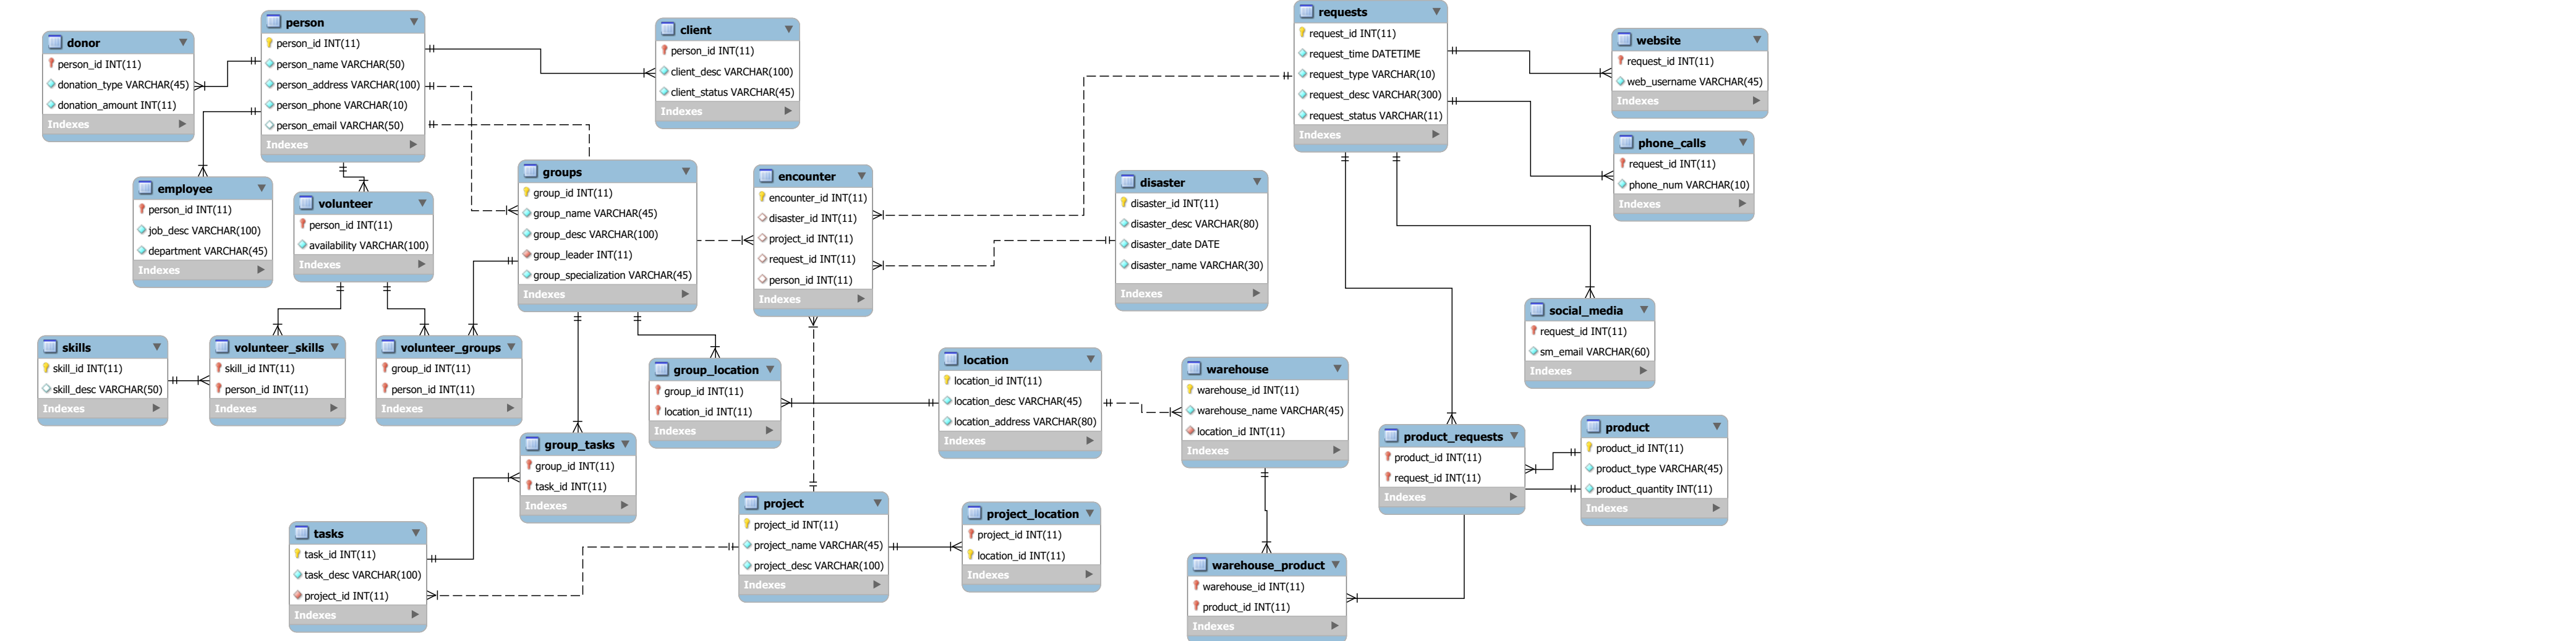 person
person_id INT(11)
person_name VARCHAR(50)
person_address VARCHAR(100)
person_phone VARCHAR(10)
person_email VARCHAR(50)
Indexes
donor
person_id INT(11)
donation_type VARCHAR(45)
donation_amount INT(11)
Indexes
client
person_id INT(11)
client_desc VARCHAR(100)
client_status VARCHAR(45)
Indexes
requests
request_id INT(11)
request_time DATETIME
request_type VARCHAR(10)
request_desc VARCHAR(300)
request_status VARCHAR(11)
Indexes
website
request_id INT(11)
web_username VARCHAR(45)
Indexes
phone_calls
request_id INT(11)
phone_num VARCHAR(10)
Indexes
employee
person_id INT(11)
job_desc VARCHAR(100)
department VARCHAR(45)
Indexes
volunteer
person_id INT(11)
availability VARCHAR(100)
Indexes
groups
group_id INT(11)
group_name VARCHAR(45)
group_desc VARCHAR(100)
group_leader INT(11)
group_specialization VARCHAR(45)
Indexes
encounter
encounter_id INT(11)
disaster_id INT(11)
project_id INT(11)
request_id INT(11)
person_id INT(11)
Indexes
disaster
disaster_id INT(11)
disaster_desc VARCHAR(80)
disaster_date DATE
disaster_name VARCHAR(30)
Indexes
social_media
request_id INT(11)
sm_email VARCHAR(60)
Indexes
skills
skill_id INT(11)
skill_desc VARCHAR(50)
Indexes
volunteer_skills
skill_id INT(11)
person_id INT(11)
Indexes
volunteer_groups
group_id INT(11)
person_id INT(11)
Indexes
group_location
group_id INT(11)
location_id INT(11)
Indexes
location
location_id INT(11)
location_desc VARCHAR(45)
location_address VARCHAR(80)
Indexes
warehouse
warehouse_id INT(11)
warehouse_name VARCHAR(45)
location_id INT(11)
Indexes
product_requests
product_id INT(11)
request_id INT(11)
Indexes
product
product_id INT(11)
product_type VARCHAR(45)
product_quantity INT(11)
Indexes
group_tasks
group_id INT(11)
task_id INT(11)
Indexes
tasks
task_id INT(11)
task_desc VARCHAR(100)
project_id INT(11)
Indexes
project
project_id INT(11)
project_name VARCHAR(45)
project_desc VARCHAR(100)
Indexes
project_location
project_id INT(11)
location_id INT(11)
Indexes
warehouse_product
warehouse_id INT(11)
product_id INT(11)
Indexes